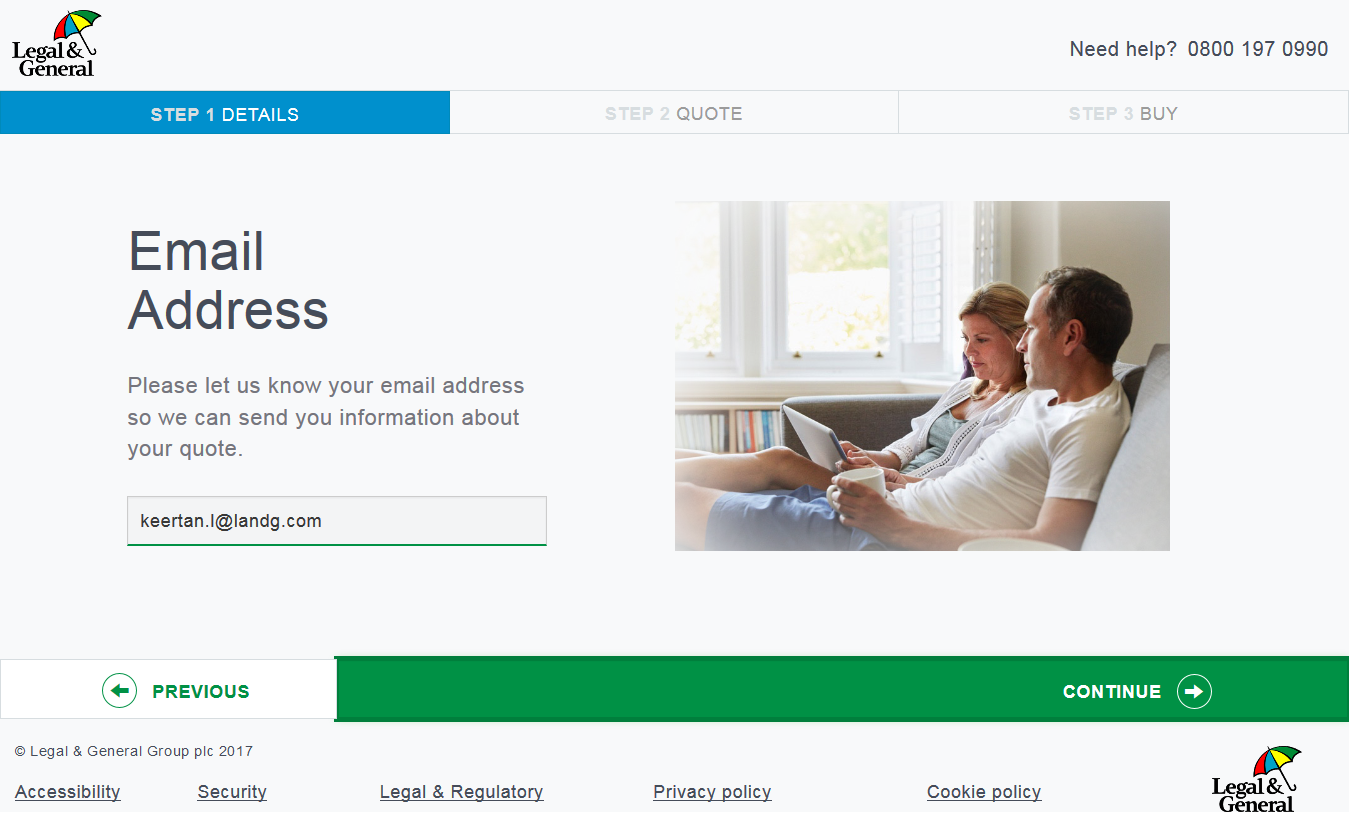 Legal &
General
Need help? 0800 197 0990
STEP 1 DETAILS
STEP 2 QUOTE
STEP 3 BUY
Email
Address
Please let us know your email address
so we can send you information about
your quote.
keertan.l@landg.com
PREVIOUS
CONTINUE
© Legal & General Group plc 2017
Accessibility
Security
Legal & Regulatory
Privacy policy
Cookie policy
Legal &
General